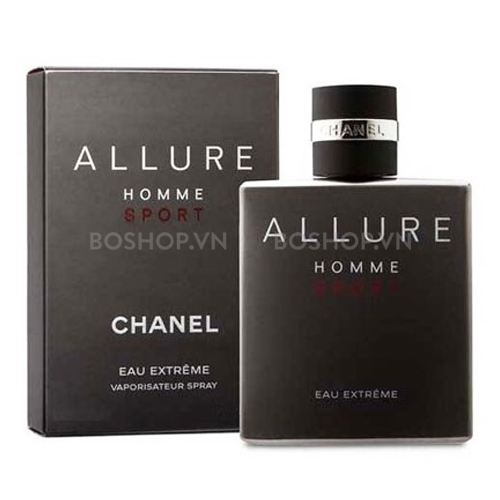 ALLURE
HOMME
SPORT
BOSHOP.VN
CHANEL
EAU EXTRÊME
VAPORISATEUR SPRAY
CHANEL
ALLURE
BOSHOP.VN
HOMME
SPORT
EAU EXTRÊME